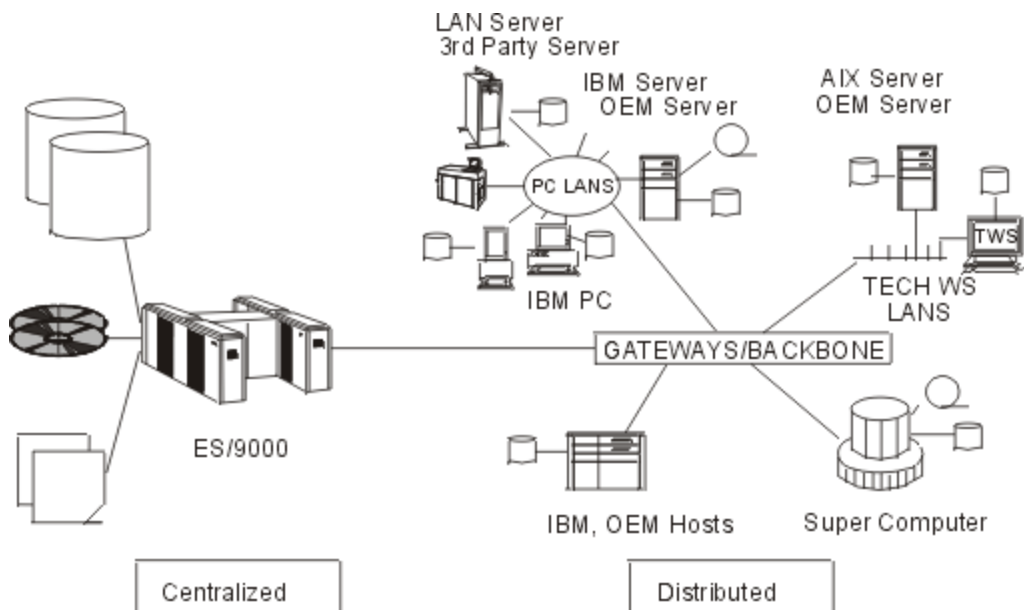 LAN Server
3rd Party Server
IBM Server
OEM Server
AIX Server
OEM Server
PC LANS
TWS
IBM PC
TECH WS
LANS
GATEWAYS/BACKBONE
ES/9000
IBM, OEM Hosts
Super Computer
Centralized
Distributed